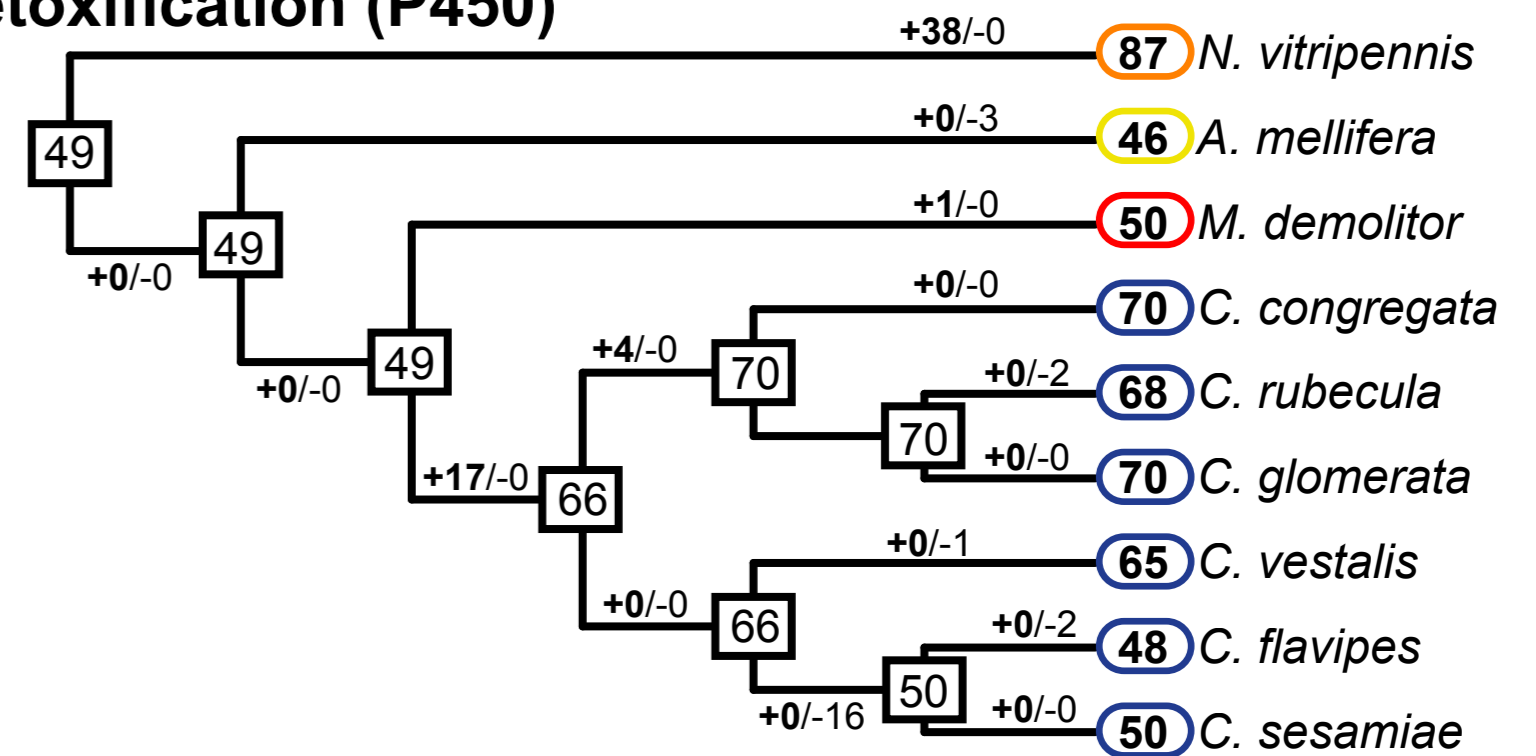 etoxification (P450)
+38/-0
87 N. vitripennis
+0/-3
49
46 A. mellifera
+1/-0
50 M. demolitor
49
+0/-0
+0/-0
70 C. congregata
+4/-0
49
70
+0/-2
+0/-0
68 C. rubecula
70
+0/-0
70 C. glomerata
+17/-0
66
+0/-1
65 C. vestalis
+0/-0
66
+0/-2
48 C. flavipes
50
+0/-16
+0/-0
50 C. sesamiae